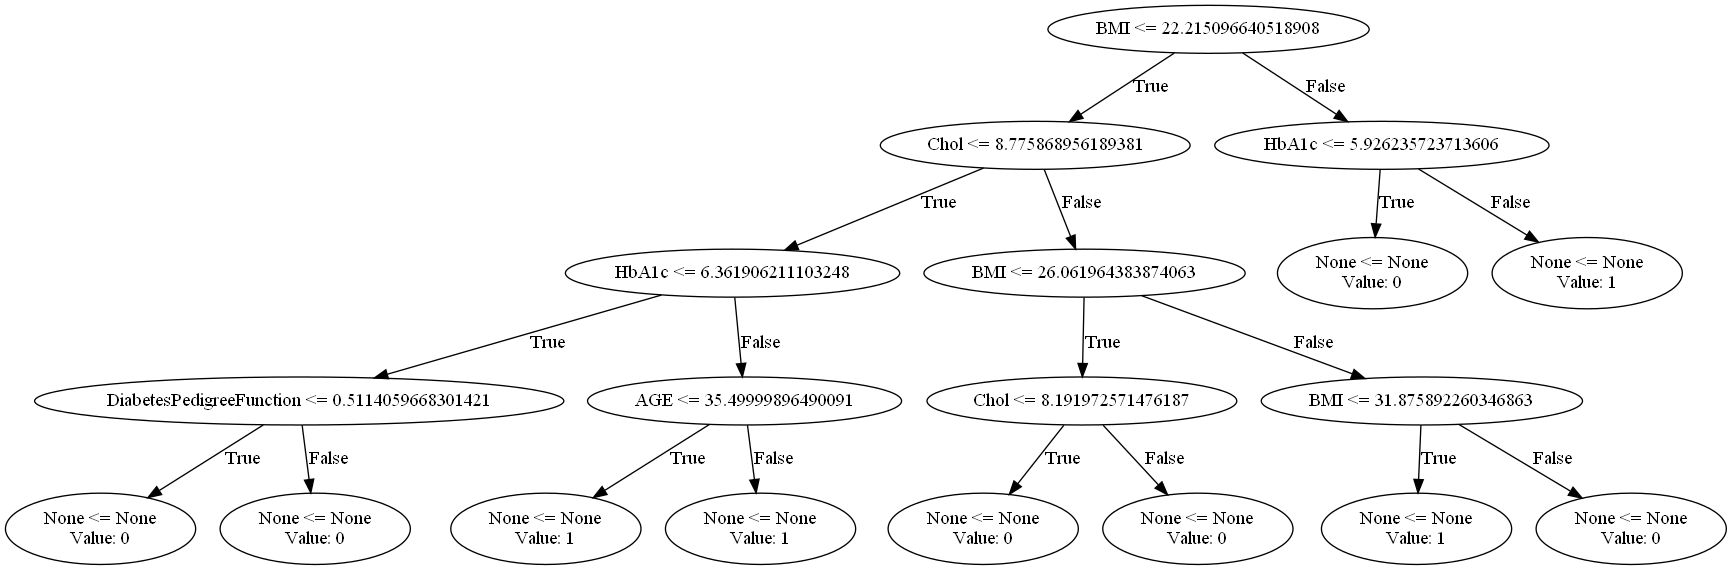 BMI <= 22.215096640518908
True
False
Chol <= 8.775868956189381
HbA1c <= 5.926235723713606
True
False
True
False
HbA1c <= 6.361906211103248
BMI <= 26.061964383874063
None <= None
Value: 0
None <= None
Value: 1
True
False
True
False
DiabetesPedigreeFunction <= 0.5114059668301421
AGE <= 35.49999896490091
Chol <= 8.191972571476187
BMI <= 31.875892260346863
True
False
True
False
True
False
True
False
None <= None
Value: 0
None <= None
Value: 0
None <= None
Value: 1
None <= None
Value: 1
None <= None
Value: 0
None <= None
Value: 0
None <= None
Value: 1
None <= None
Value: 0